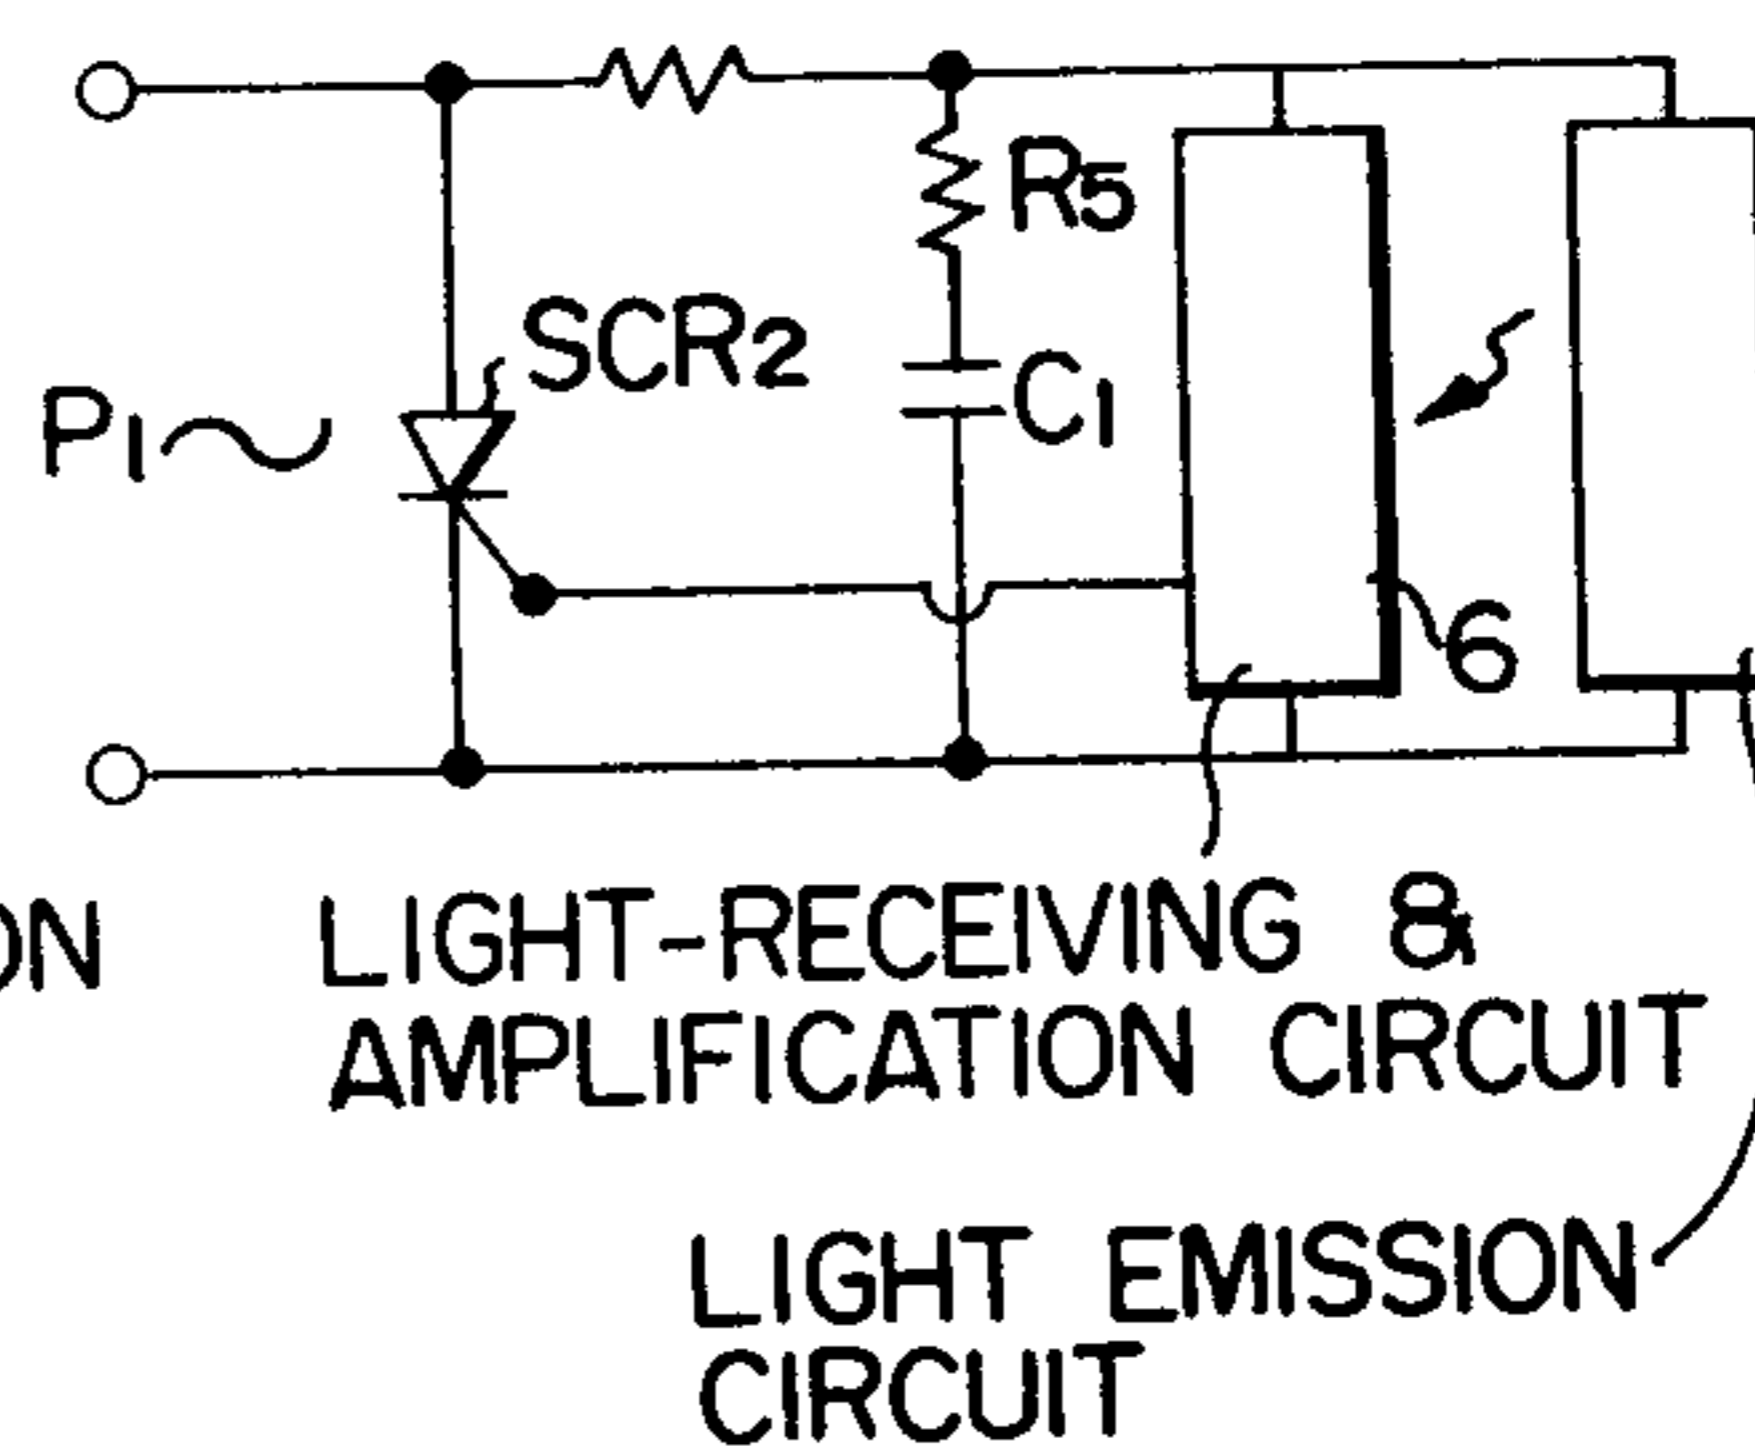 R5
SCR2
P1
C1
6
ON
LIGHT-RECEIVING &
AMPLIFICATION CIRCUIT
LIGHT EMISSION
CIRCUIT